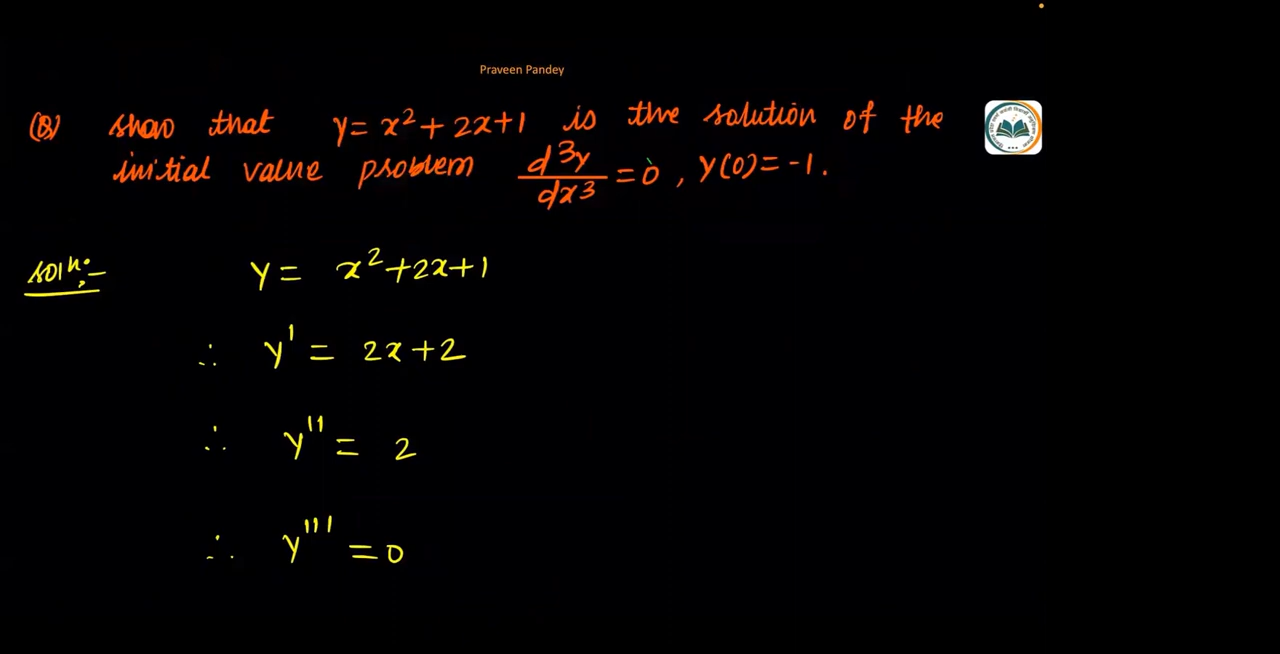 Praveen Pandey
(Q) show that y = x² + 2x + 1 is the solution of the
initial value problem d³y/dx³ = 0, y(0) = -1.
Soln:-
y = x² + 2x + 1
∴ y' = 2x + 2
∴ y'' = 2
∴ y''' = 0